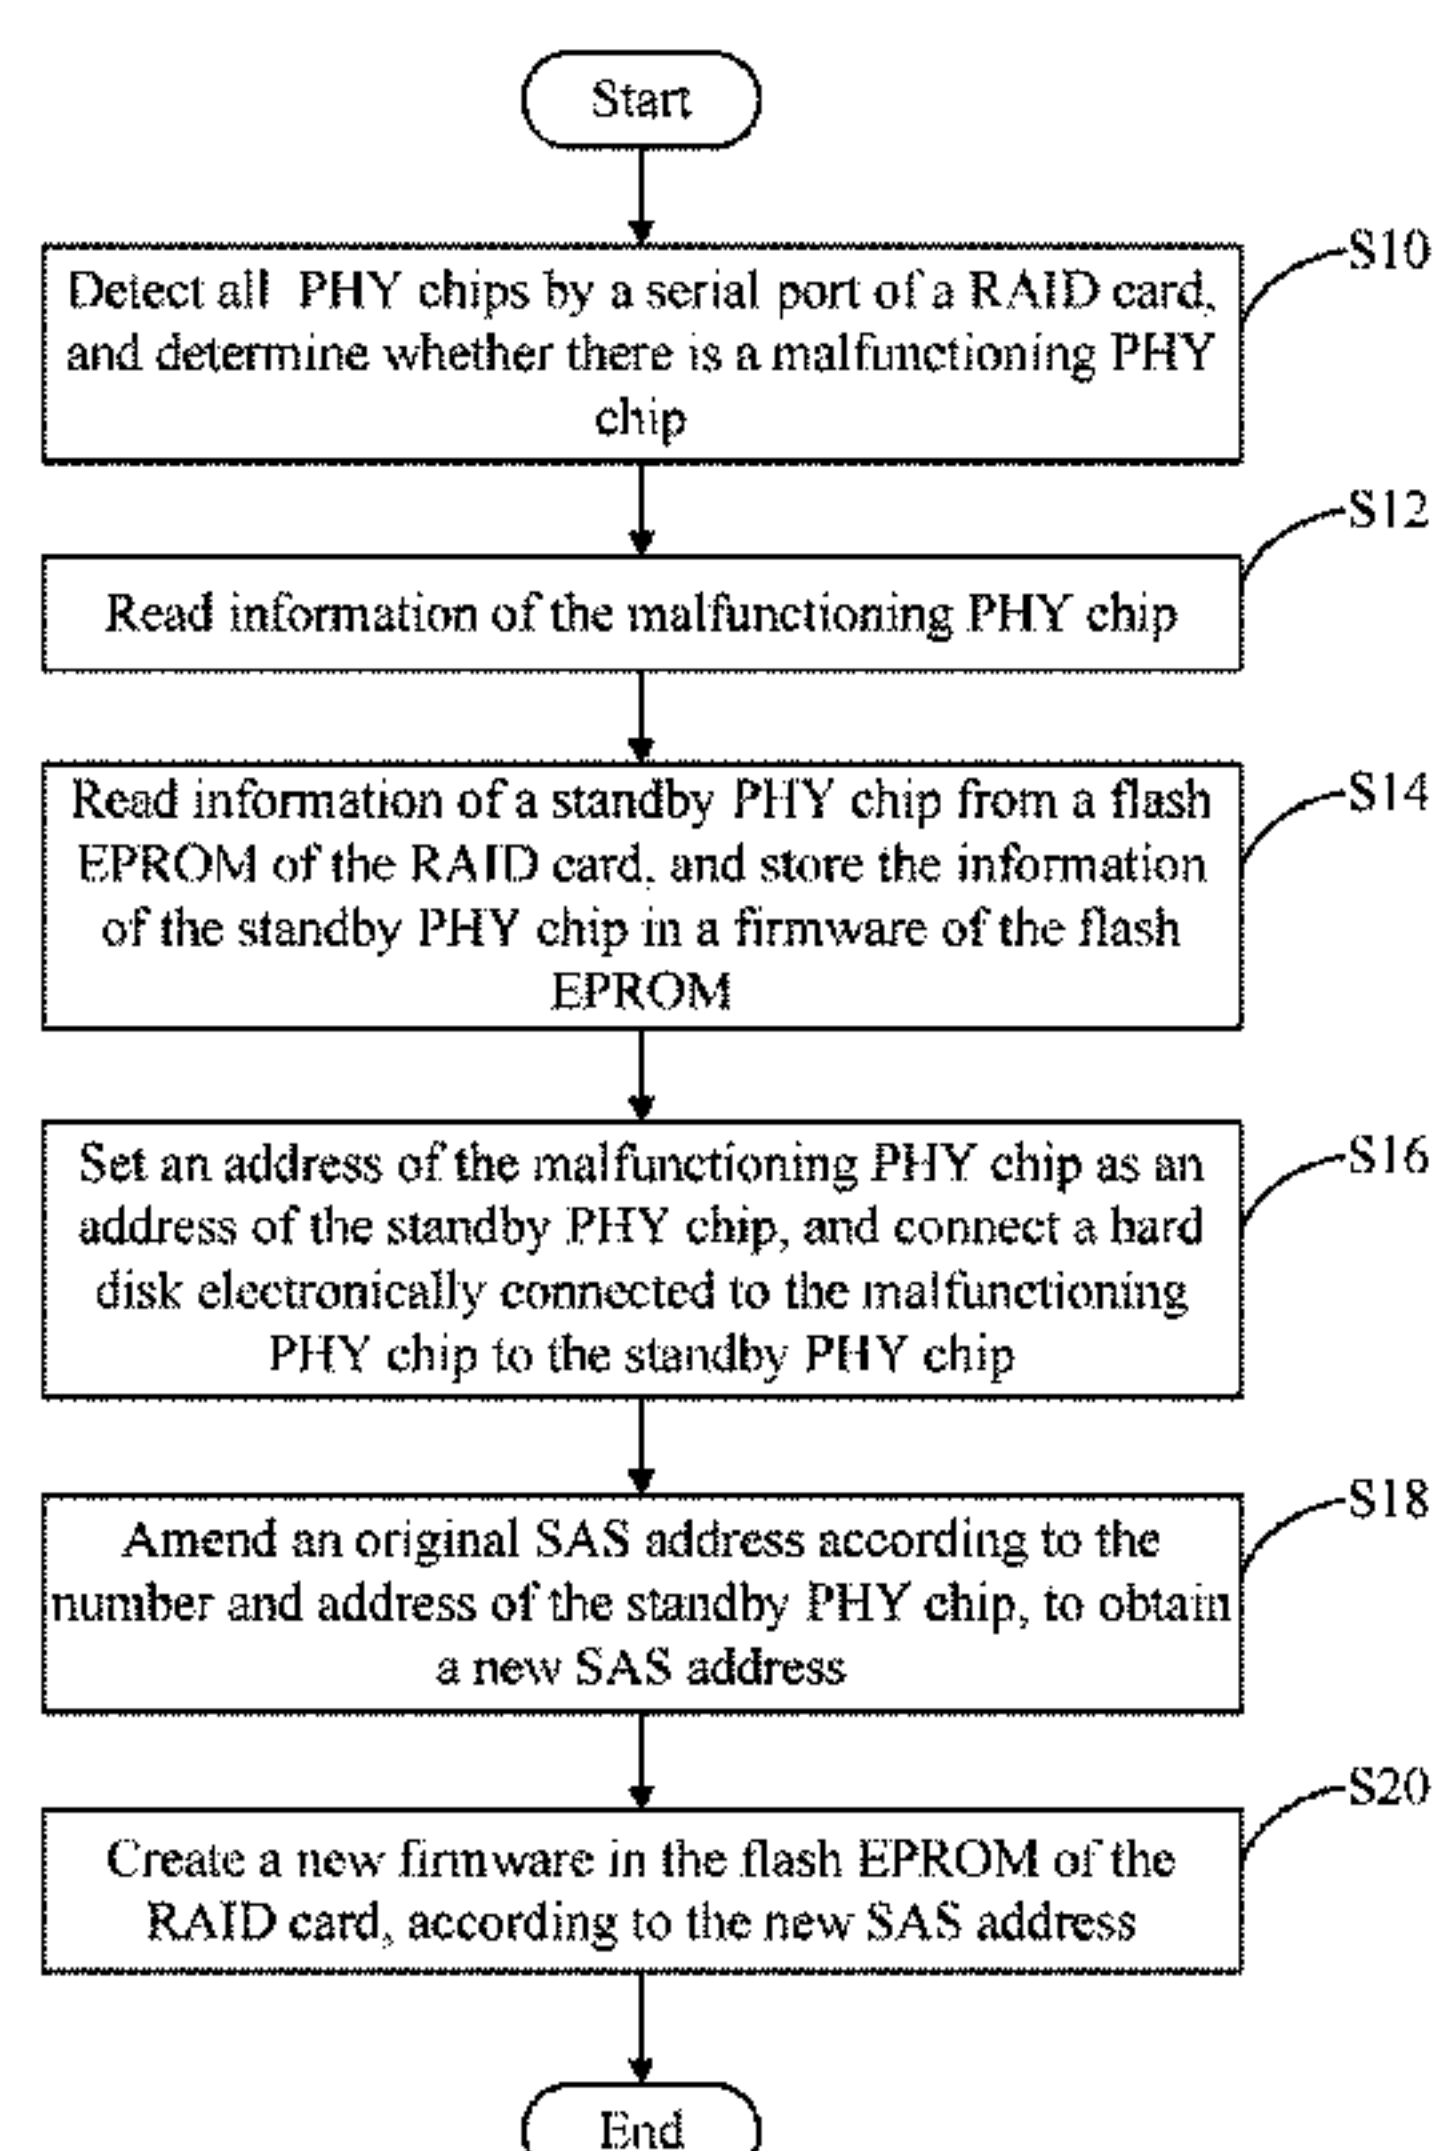 Start
S10
Detect all PHY chips by a serial port of a RAID card,
and determine whether there is a malfunctioning PHY
chip
S12
Read information of the malfunctioning PHY chip
S14
Read information of a standby PHY chip from a flash
EPROM of the RAID card, and store the information
of the standby PHY chip in a firmware of the flash
EPROM
S16
Set an address of the malfunctioning PHY chip as an
address of the standby PHY chip, and connect a hard
disk electronically connected to the malfunctioning
PHY chip to the standby PHY chip
S18
Amend an original SAS address according to the
number and address of the standby PHY chip, to obtain
a new SAS address
S20
Create a new firmware in the flash EPROM of the
RAID card, according to the new SAS address
End